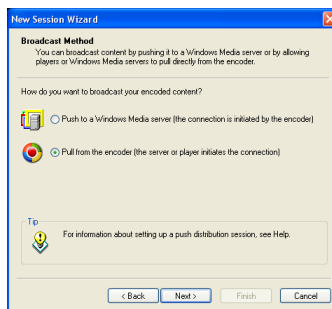 New Session Wizard
Broadcast Method
You can broadcast content by pushing it to a Windows Media server or by allowing
players or Windows Media servers to pull directly from the encoder.
How do you want to broadcast your encoded content?
Push to a Windows Media server (the connection is initiated by the encoder)
Pull from the encoder (the server or player initiates the connection)
Tip
For information about setting up a push distribution session, see Help.
< Back
Next >
Finish
Cancel